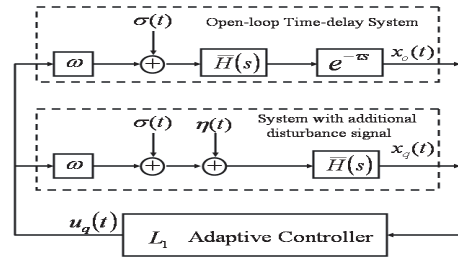 σ(t) Open-loop Time-delay System
ω + H̅(s) e^{-τs} x_o(t)
σ(t) η(t) System with additional
disturbance signal
ω + + H̅(s) x_q(t)
u_q(t) L_1 Adaptive Controller